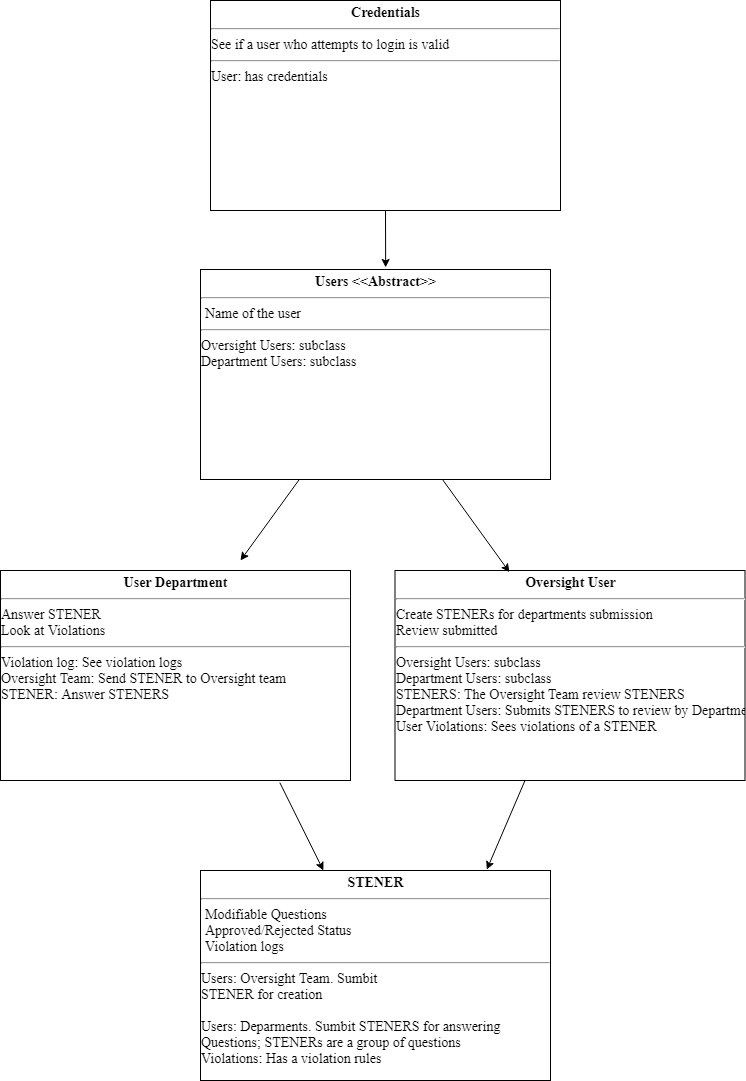 Credentials
See if a user who attempts to login is valid
User: has credentials
Users <<Abstract>>
Name of the user
Oversight Users: subclass
Department Users: subclass
User Department
Answer STENER
Look at Violations
Violation log: See violation logs
Oversight Team: Send STENER to Oversight team
STENER: Answer STENERS
Oversight User
Create STENERs for departments submission
Review submitted
Oversight Users: subclass
Department Users: subclass
STENERS: The Oversight Team review STENERS
Department Users: Submits STENERS to review by Departme
User Violations: Sees violations of a STENER
STENER
Modifiable Questions
Approved/Rejected Status
Violation logs
Users: Oversight Team. Sumbit
STENER for creation
Users: Deparments. Sumbit STENERS for answering
Questions; STENERs are a group of questions
Violations: Has a violation rules